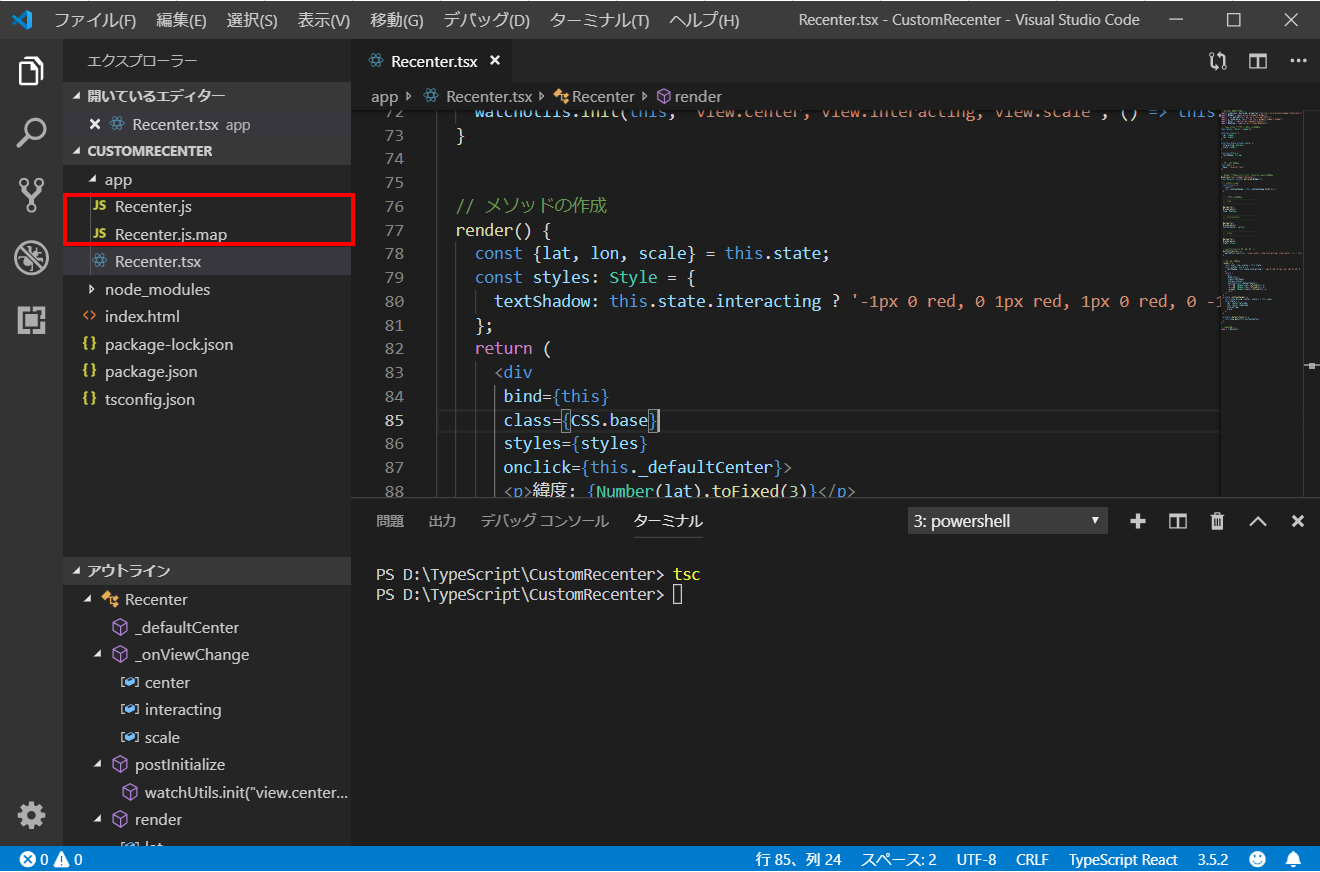 ファイル(F) 編集(E) 選択(S) 表示(V) 移動(G) デバッグ(D) ターミナル(T) ヘルプ(H) Recenter.tsx - CustomRecenter - Visual Studio Code
エクスプローラー
開いているエディター
Recenter.tsx app
CUSTOMRECENTER
app
JS Recenter.js
JS Recenter.js.map
Recenter.tsx
node_modules
<> index.html
{} package-lock.json
{} package.json
{} tsconfig.json
アウトライン
Recenter
_defaultCenter
_onViewChange
center
interacting
scale
postInitialize
watchUtils.init("view.center...
render
Recenter.tsx
app Recenter.tsx Recenter render
72 watchUtils.init(this, "view.center, view.interacting, view.scale", () => this.
73 }
74
75
76 // メソッドの作成
77 render() {
78 const {lat, lon, scale} = this.state;
79 const styles: Style = {
80 textShadow: this.state.interacting ? '-1px 0 red, 0 1px red, 1px 0 red, 0 -1
81 };
82 return (
83 <div
84 bind={this}
85 class={CSS.base}
86 styles={styles}
87 onclick={this._defaultCenter}>
88 <p>緯度: {Number(lat).toFixed(3)}</p>
問題 出力 デバッグ コンソール ターミナル 3: powershell
PS D:\TypeScript\CustomRecenter> tsc
PS D:\TypeScript\CustomRecenter>
0 0 行 85、列 24 スペース: 2 UTF-8 CRLF TypeScript React 3.5.2